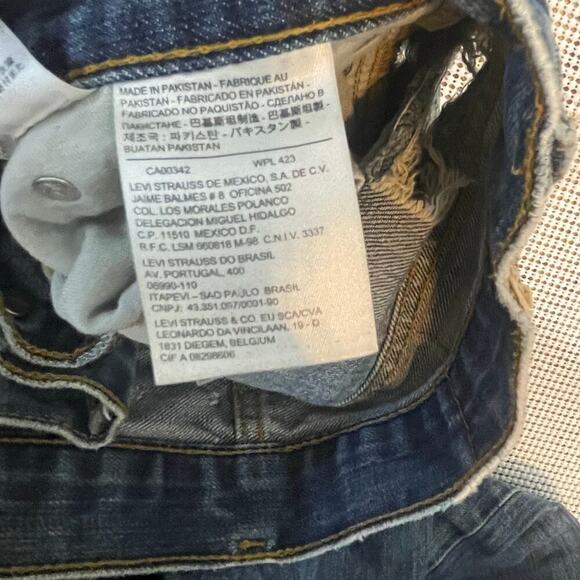 MADE IN PAKISTAN - FABRIQUE AU
PAKISTAN - FABRICADO EN PAKISTÁN -
FABRICADO NO PAQUISTÃO - СДЕЛАНО В
ПАКИСТАНЕ - 巴基斯坦制造 - 巴基斯坦製 -
제조국: 파키스탄 - パキスタン製 -
BUATAN PAKISTAN
CA00342 WPL 423
LEVI STRAUSS DE MEXICO, S.A. DE C.V.
JAIME BALMES # 8 OFICINA 502
COL. LOS MORALES POLANCO
DELEGACION MIGUEL HIDALGO
C.P. 11510 MEXICO D.F.
R.F.C. LSM 660818 M-98 C.N.I.V. 3337
LEVI STRAUSS DO BRASIL
AV. PORTUGAL, 400
06690-110
ITAPEVI - SAO PAULO BRASIL
CNPJ: 43.351.057/0001-90
LEVI STRAUSS & CO. EU SCA/CVA
LEONARDO DA VINCILAAN, 19 - D
1831 DIEGEM, BELGIUM
CIF A 08298606